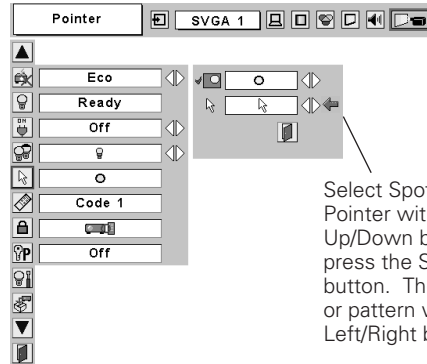 Pointer
SVGA 1
Eco
Ready
ON
Off
Code 1
P
Off
Select Spot
Pointer wit
Up/Down b
press the S
button. Th
or pattern w
Left/Right b